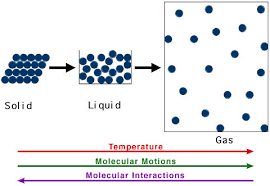 Solid
Liquid
Gas
Temperature
Molecular Motions
Molecular Interactions